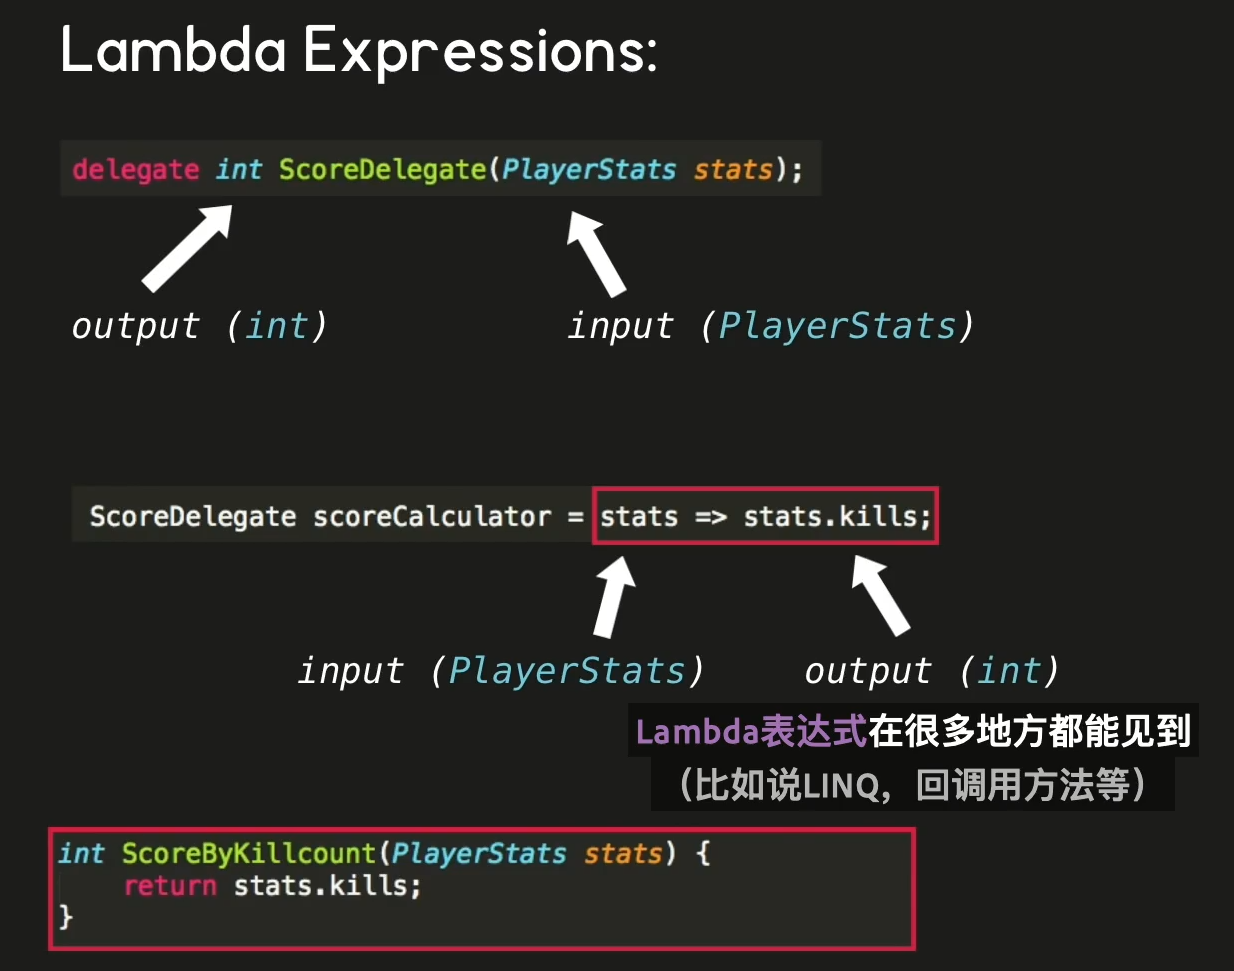 Lambda Expressions:
delegate int ScoreDelegate(PlayerStats stats);
output (int)
input (PlayerStats)
ScoreDelegate scoreCalculator = stats => stats.kills;
input (PlayerStats)
output (int)
Lambda表达式在很多地方都能见到
（比如说LINQ，回调用方法等）
int ScoreByKillcount(PlayerStats stats) {
return stats.kills;
}